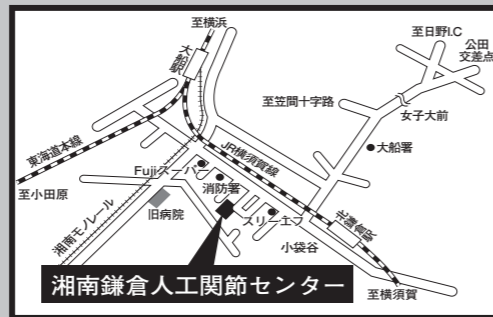 至横浜
大船駅
至日野I.C
公田
交差点
至笠間十字路
女子大前
大船署
東海道本線
JR横須賀線
Fujiスーパー
至小田原
消防署
北鎌倉駅
湘南モノレール
旧病院
スリーエフ
小袋谷
湘南鎌倉人工関節センター
至横須賀